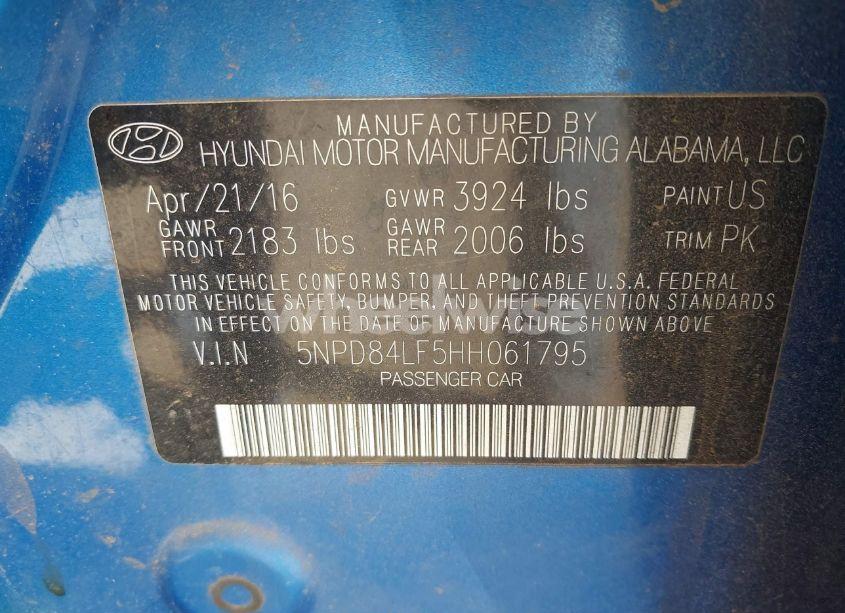 MANUFACTURED BY
HYUNDAI MOTOR MANUFACTURING ALABAMA, LLC
Apr/21/16 GVWR 3924 lbs PAINT US
GAWR FRONT 2183 lbs GAWR REAR 2006 lbs TRIM PK
THIS VEHICLE CONFORMS TO ALL APPLICABLE U.S.A. FEDERAL
MOTOR VEHICLE SAFETY, BUMPER, AND THEFT PREVENTION STANDARDS
IN EFFECT ON THE DATE OF MANUFACTURE SHOWN ABOVE
V.I.N 5NPD84LF5HH061795
PASSENGER CAR
wheelwise